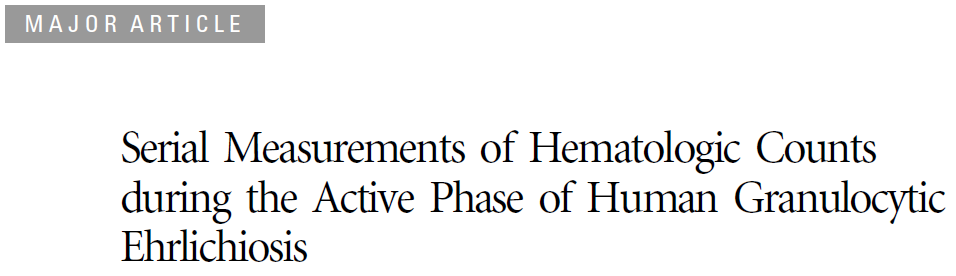 MAJOR ARTICLE
Serial Measurements of Hematologic Counts
during the Active Phase of Human Granulocytic
Ehrlichiosis